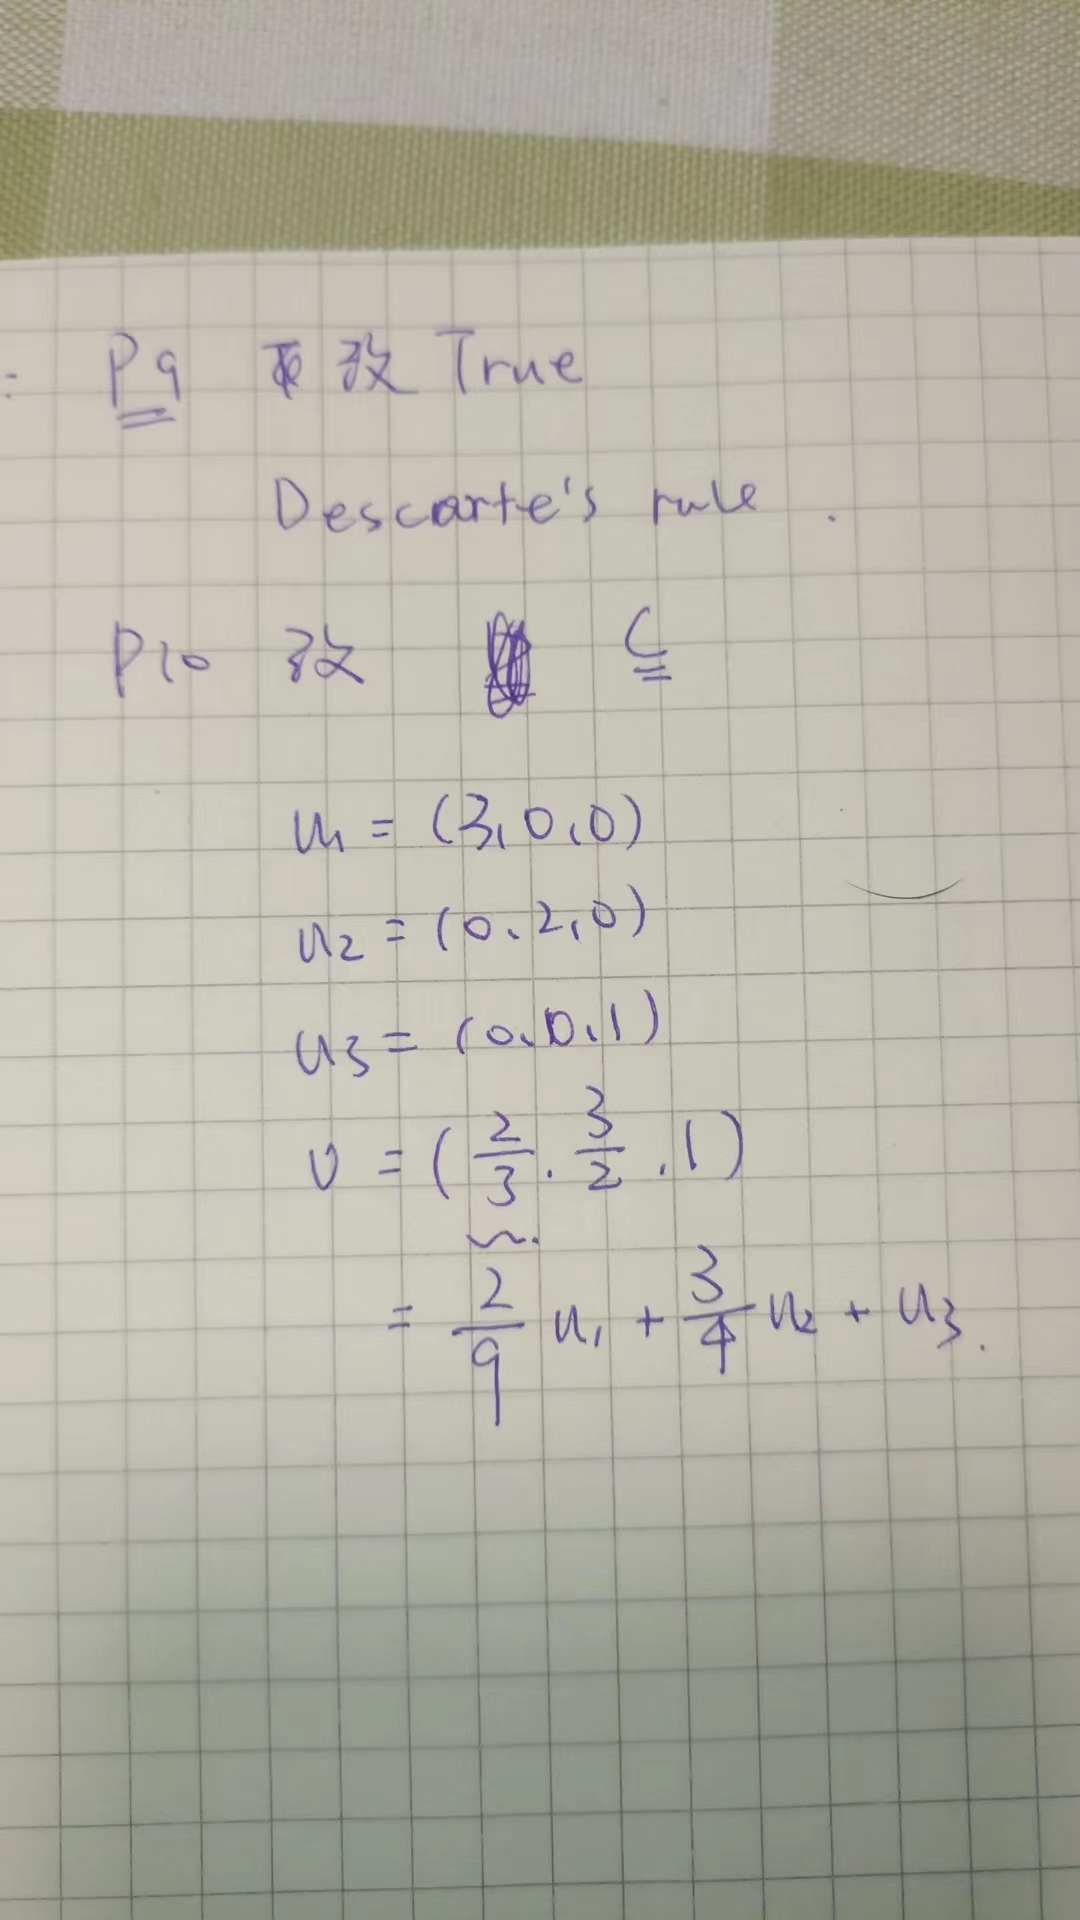 : P9 改 True
Descarte's rule .
P10 改 C
u1 = (3,0,0)
u2 = (0.2,0)
u3 = (0.0.1)
v = (2/3 . 3/2 .1)
= 2/9 u1 + 3/4 u2 + u3.